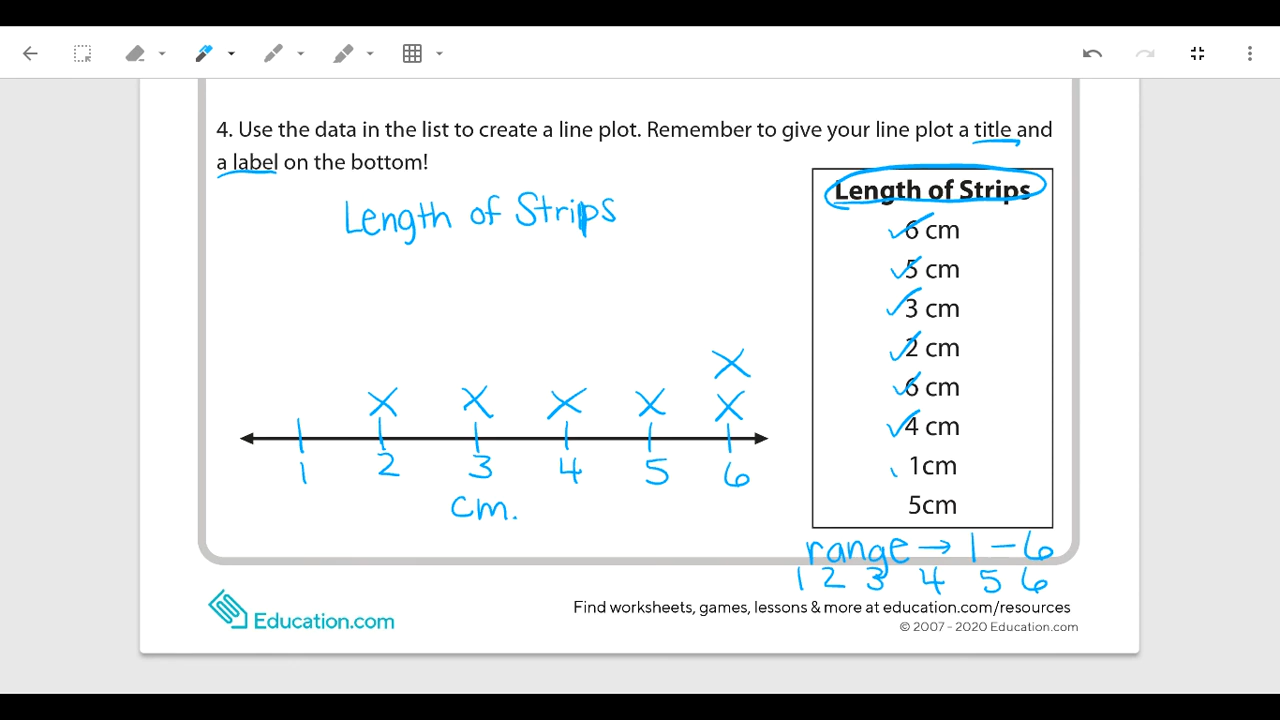 4. Use the data in the list to create a line plot. Remember to give your line plot a title and
a label on the bottom!
Length of Strips
Length of Strips
6 cm
5 cm
3 cm
2 cm
6 cm
4 cm
1cm
5cm
X
X X X X X
1 2 3 4 5 6
cm.
range → 1 – 6
1 2 3 4 5 6
Education.com
Find worksheets, games, lessons & more at education.com/resources
© 2007 - 2020 Education.com